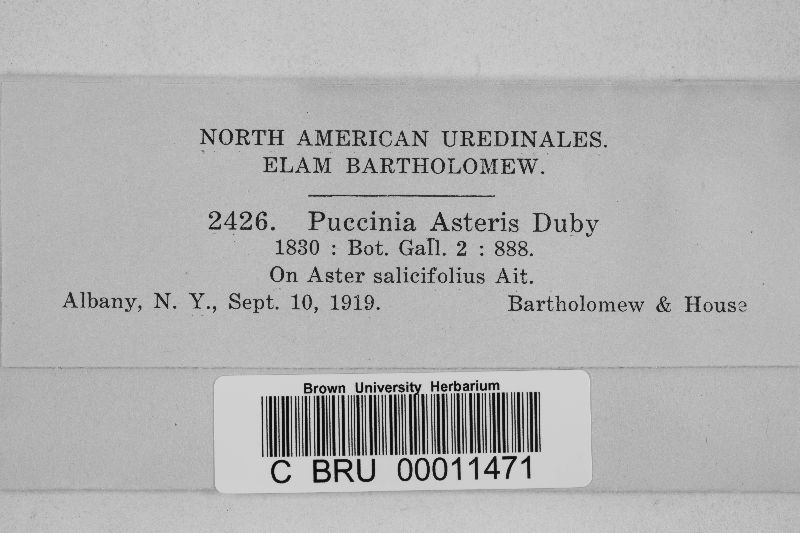 NORTH AMERICAN UREDINALES.
ELAM BARTHOLOMEW.
2426. Puccinia Asteris Duby
1830 : Bot. Gall. 2 : 888.
On Aster salicifolius Ait.
Albany, N. Y., Sept. 10, 1919. Bartholomew & House
Brown University Herbarium
C BRU 00011471